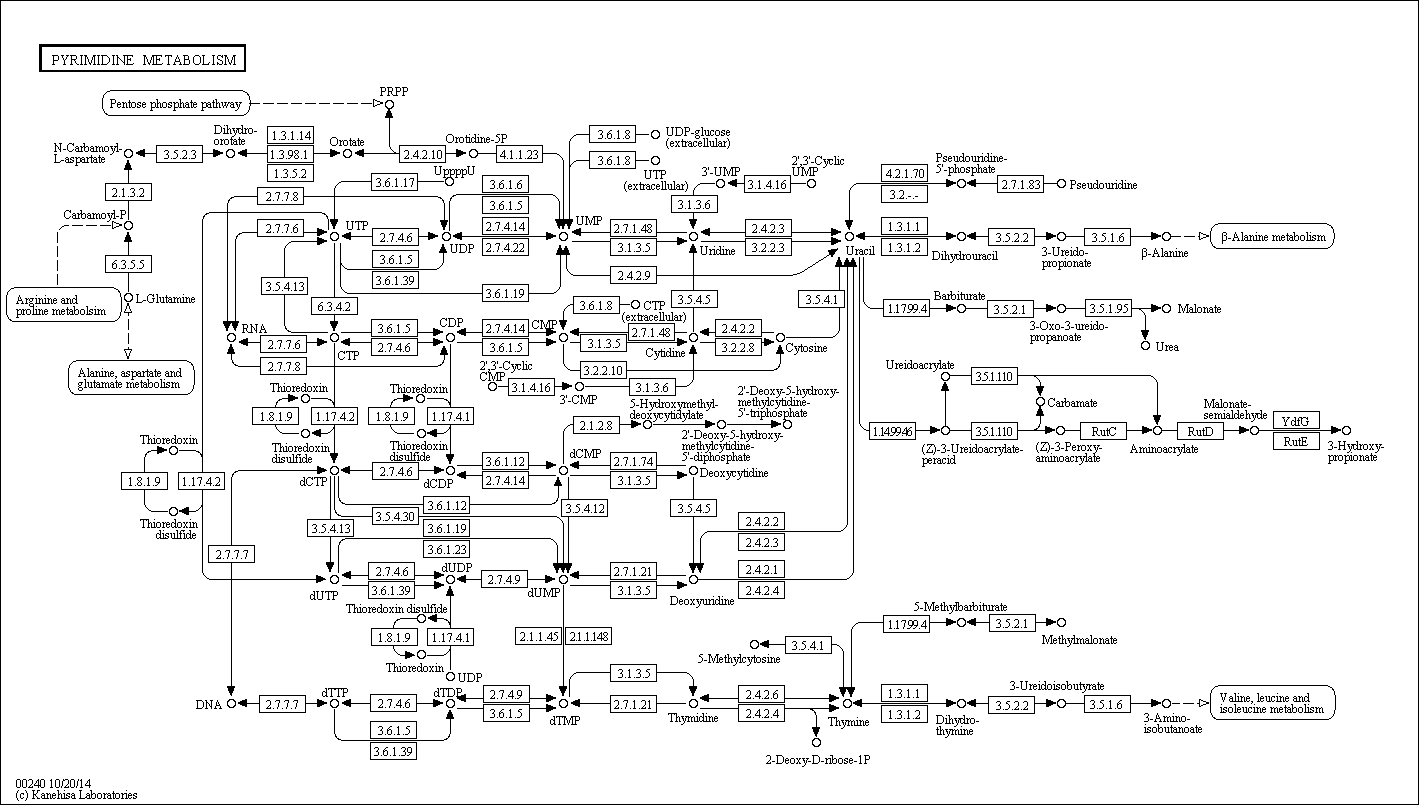 PYRIMIDINE METABOLISM
Pentose phosphate pathway
PRPP
N-Carbamoyl-
L-aspartate
3.5.2.3
Dihydro-
orotate
1.3.1.14
1.3.98.1
1.3.5.2
Orotate
2.4.2.10
Orotidine-5P
4.1.1.23
3.6.1.8
UDP-glucose
(extracellular)
3.6.1.8
UTP
(extracellular)
3'-UMP
3.1.4.16
2',3'-Cyclic
UMP
4.2.1.70
3.2.-.-
Pseudouridine-
5'-phosphate
2.7.1.83
Pseudouridine
2.1.3.2
UppppU
3.6.1.17
2.7.7.8
3.6.1.6
3.6.1.5
3.1.3.6
Carbamoyl-P
2.7.7.6
UTP
2.7.4.6
UDP
2.7.4.14
2.7.4.22
UMP
2.7.1.48
3.1.3.5
Uridine
2.4.2.3
3.2.2.3
Uracil
1.3.1.1
1.3.1.2
Dihydrouracil
3.5.2.2
3-Ureido-
propionate
3.5.1.6
β-Alanine
β-Alanine metabolism
6.3.5.5
3.6.1.5
3.6.1.39
2.4.2.9
3.5.4.13
3.6.1.19
Arginine and
proline metabolsim
L-Glutamine
6.3.4.2
3.6.1.8
CTP
(extracellular)
3.5.4.5
3.5.4.1
1.1.99.4
Barbiturate
3.5.2.1
3-Oxo-3-ureido-
propanoate
3.5.1.95
Malonate
Urea
RNA
2.7.7.6
CTP
3.6.1.5
2.7.4.6
CDP
2.7.4.14
3.6.1.5
CMP
2.7.1.48
3.1.3.5
Cytidine
2.4.2.2
3.2.2.8
Cytosine
2.7.7.8
3.2.2.10
Alanine, aspartate and
glutamate metabolism
2',3'-Cyclic
CMP
3.1.4.16
3'-CMP
3.1.3.6
Ureidoacrylate
3.5.1.110
Carbamate
Thioredoxin
1.8.1.9
1.17.4.2
Thioredoxin
disulfide
Thioredoxin
1.8.1.9
1.17.4.1
Thioredoxin
disulfide
5-Hydroxymethyl-
deoxycytidylate
2'-Deoxy-5-hydroxy-
methylcytidine-
5'-triphosphate
2.1.2.8
2'-Deoxy-5-hydroxy-
methylcytidine-
5'-diphosphate
1.14.99.46
(Z)-3-Ureidoacrylate-
peracid
3.5.1.110
(Z)-3-Peroxy-
aminoacrylate
RutC
Aminoacrylate
RutD
Malonate-
semialdehyde
YdfG
RutE
3-Hydroxy-
propionate
Thioredoxin
1.8.1.9
1.17.4.2
Thioredoxin
disulfide
dCTP
2.7.4.6
dCDP
3.6.1.12
2.7.4.14
dCMP
2.7.1.74
3.1.3.5
Deoxycytidine
3.6.1.12
3.5.4.30
3.5.4.13
3.6.1.19
3.6.1.23
3.5.4.12
3.5.4.5
2.4.2.2
2.4.2.3
2.7.7.7
dUTP
2.7.4.6
3.6.1.39
dUDP
2.7.4.9
dUMP
2.7.1.21
3.1.3.5
Deoxyuridine
2.4.2.1
2.4.2.4
Thioredoxin disulfide
1.8.1.9
1.17.4.1
Thioredoxin
UDP
2.1.1.45
2.1.1.148
5-Methylcytosine
3.5.4.1
1.1.99.4
5-Methylbarbiturate
3.5.2.1
Methylmalonate
DNA
2.7.7.7
dTTP
2.7.4.6
dTDP
2.7.4.9
3.6.1.5
dTMP
3.1.3.5
2.7.1.21
Thymidine
2.4.2.6
2.4.2.4
Thymine
1.3.1.1
1.3.1.2
Dihydro-
thymine
3.5.2.2
3-Ureidoisobutyrate
3.5.1.6
3-Amino-
isobutanoate
Valine, leucine and
isoleucine metabolism
3.6.1.5
3.6.1.39
2-Deoxy-D-ribose-1P
00240 10/20/14
(c) Kanehisa Laboratories